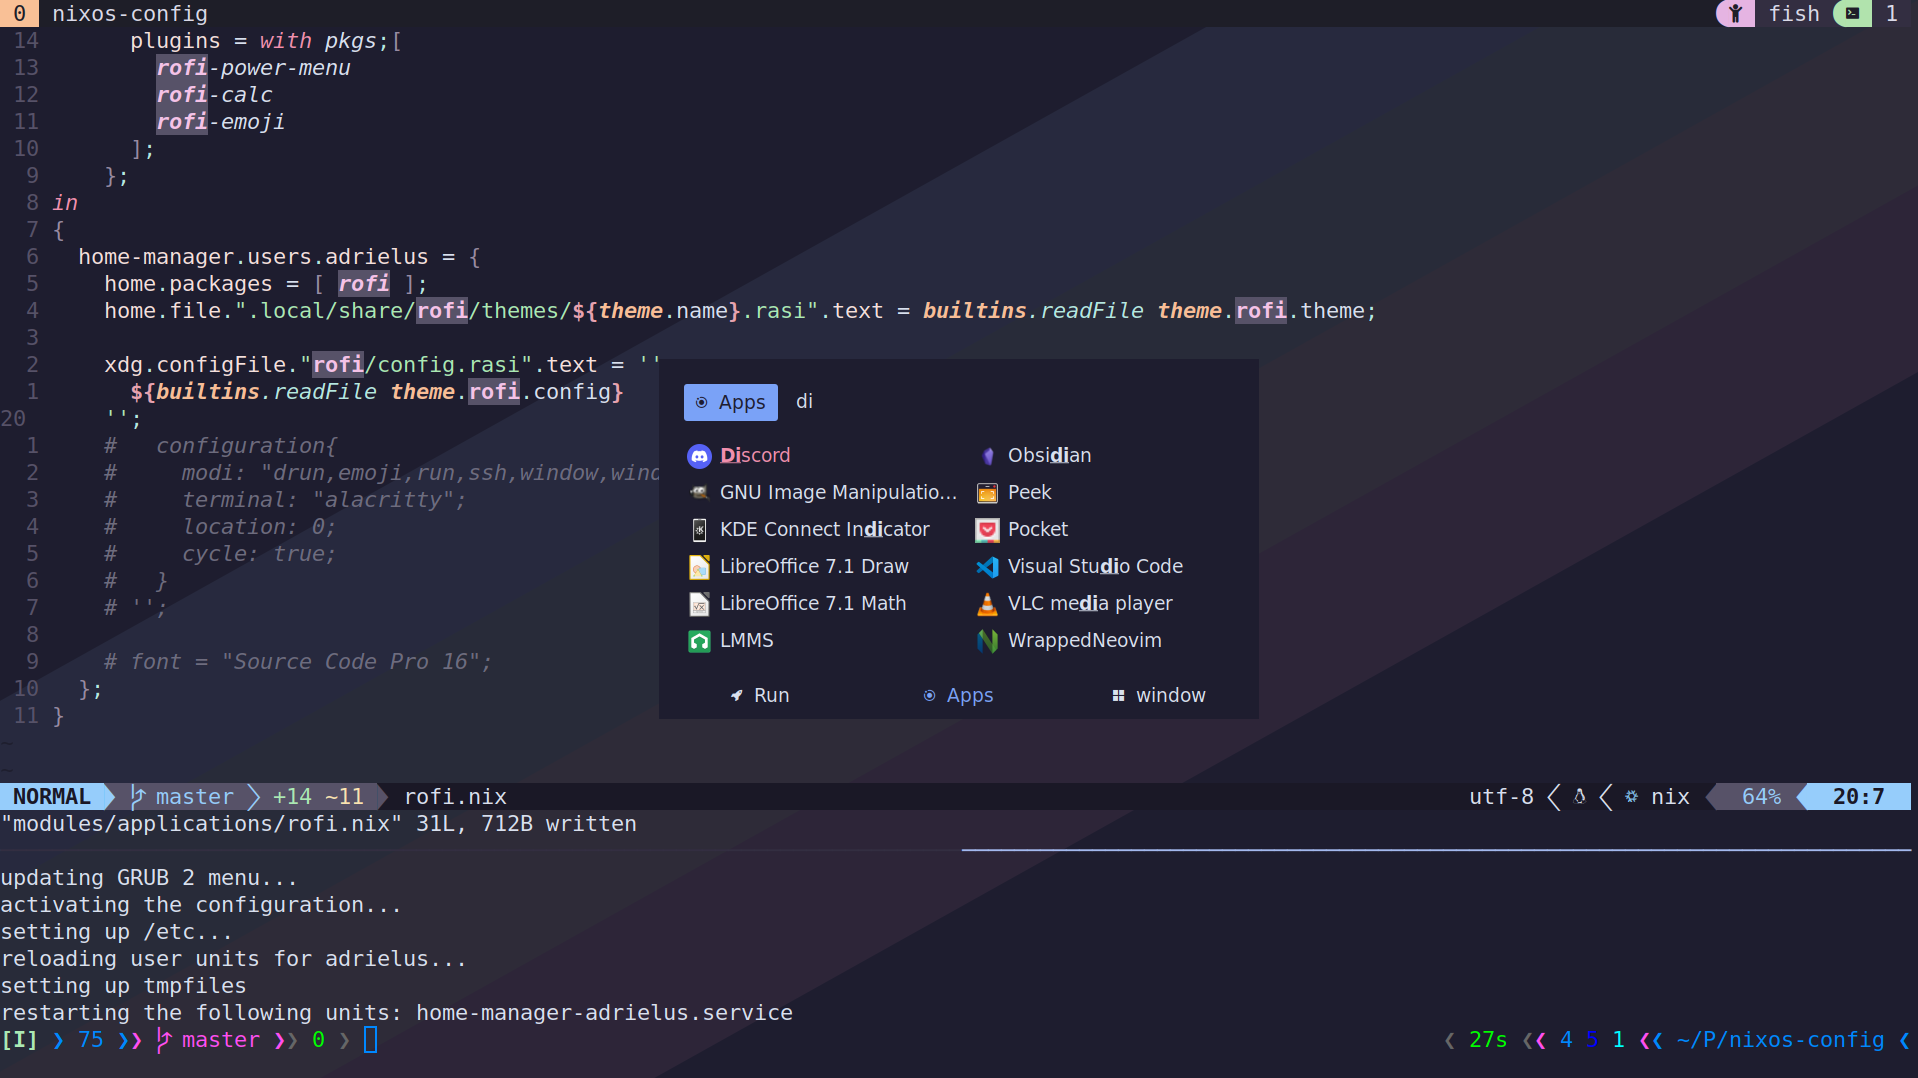 0 nixos-config fish 1
14 plugins = with pkgs;[
13 rofi-power-menu
12 rofi-calc
11 rofi-emoji
10 ];
9 };
8 in
7 {
6 home-manager.users.adrielus = {
5 home.packages = [ rofi ];
4 home.file.".local/share/rofi/themes/${theme.name}.rasi".text = builtins.readFile theme.rofi.theme;
3
2 xdg.configFile."rofi/config.rasi".text = ''
1 ${builtins.readFile theme.rofi.config}
20 '';
1 # configuration{
2 # modi: "drun,emoji,run,ssh,window,wind
3 # terminal: "alacritty";
4 # location: 0;
5 # cycle: true;
6 # }
7 # '';
8
9 # font = "Source Code Pro 16";
10 };
11 }
~
~
Apps di
Discord
GNU Image Manipulatio...
KDE Connect Indicator
LibreOffice 7.1 Draw
LibreOffice 7.1 Math
LMMS
Obsidian
Peek
Pocket
Visual Studio Code
VLC media player
WrappedNeovim
Run Apps window
NORMAL master +14 ~11 rofi.nix utf-8 nix 64% 20:7
"modules/applications/rofi.nix" 31L, 712B written
updating GRUB 2 menu...
activating the configuration...
setting up /etc...
reloading user units for adrielus...
setting up tmpfiles
restarting the following units: home-manager-adrielus.service
[I] ❯ 75 ❯❯ master ❯❯ 0 ❯ ❮ 27s ❮❮ 4 5 1 ❮❮ ~/P/nixos-config ❮